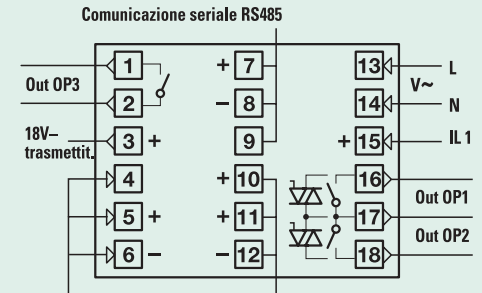 Comunicazione seriale RS485
1 + 7 13 L
Out OP3 V~
2 – 8 14 N
18V–
trasmettit. 3 + 9 + 15 IL 1
4 + 10 16
Out OP1
5 + + 11 17
Out OP2
6 – – 12 18